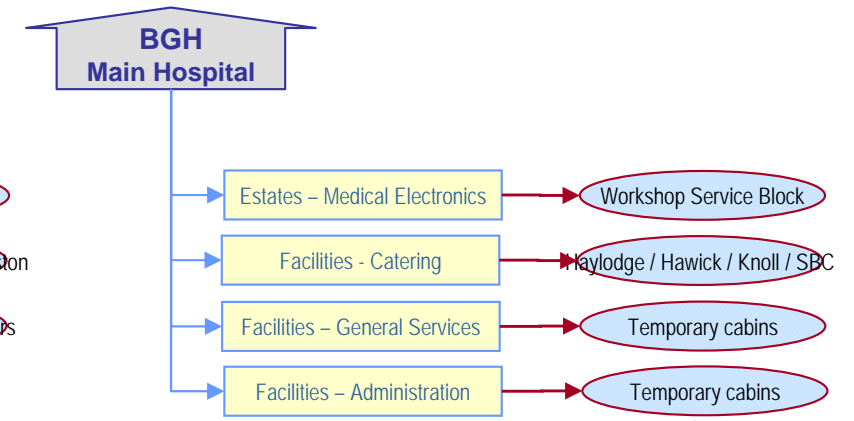 BGH
Main Hospital
Estates – Medical Electronics
Workshop Service Block
Facilities - Catering
Haylodge / Hawick / Knoll / SBC
Facilities – General Services
Temporary cabins
Facilities – Administration
Temporary cabins